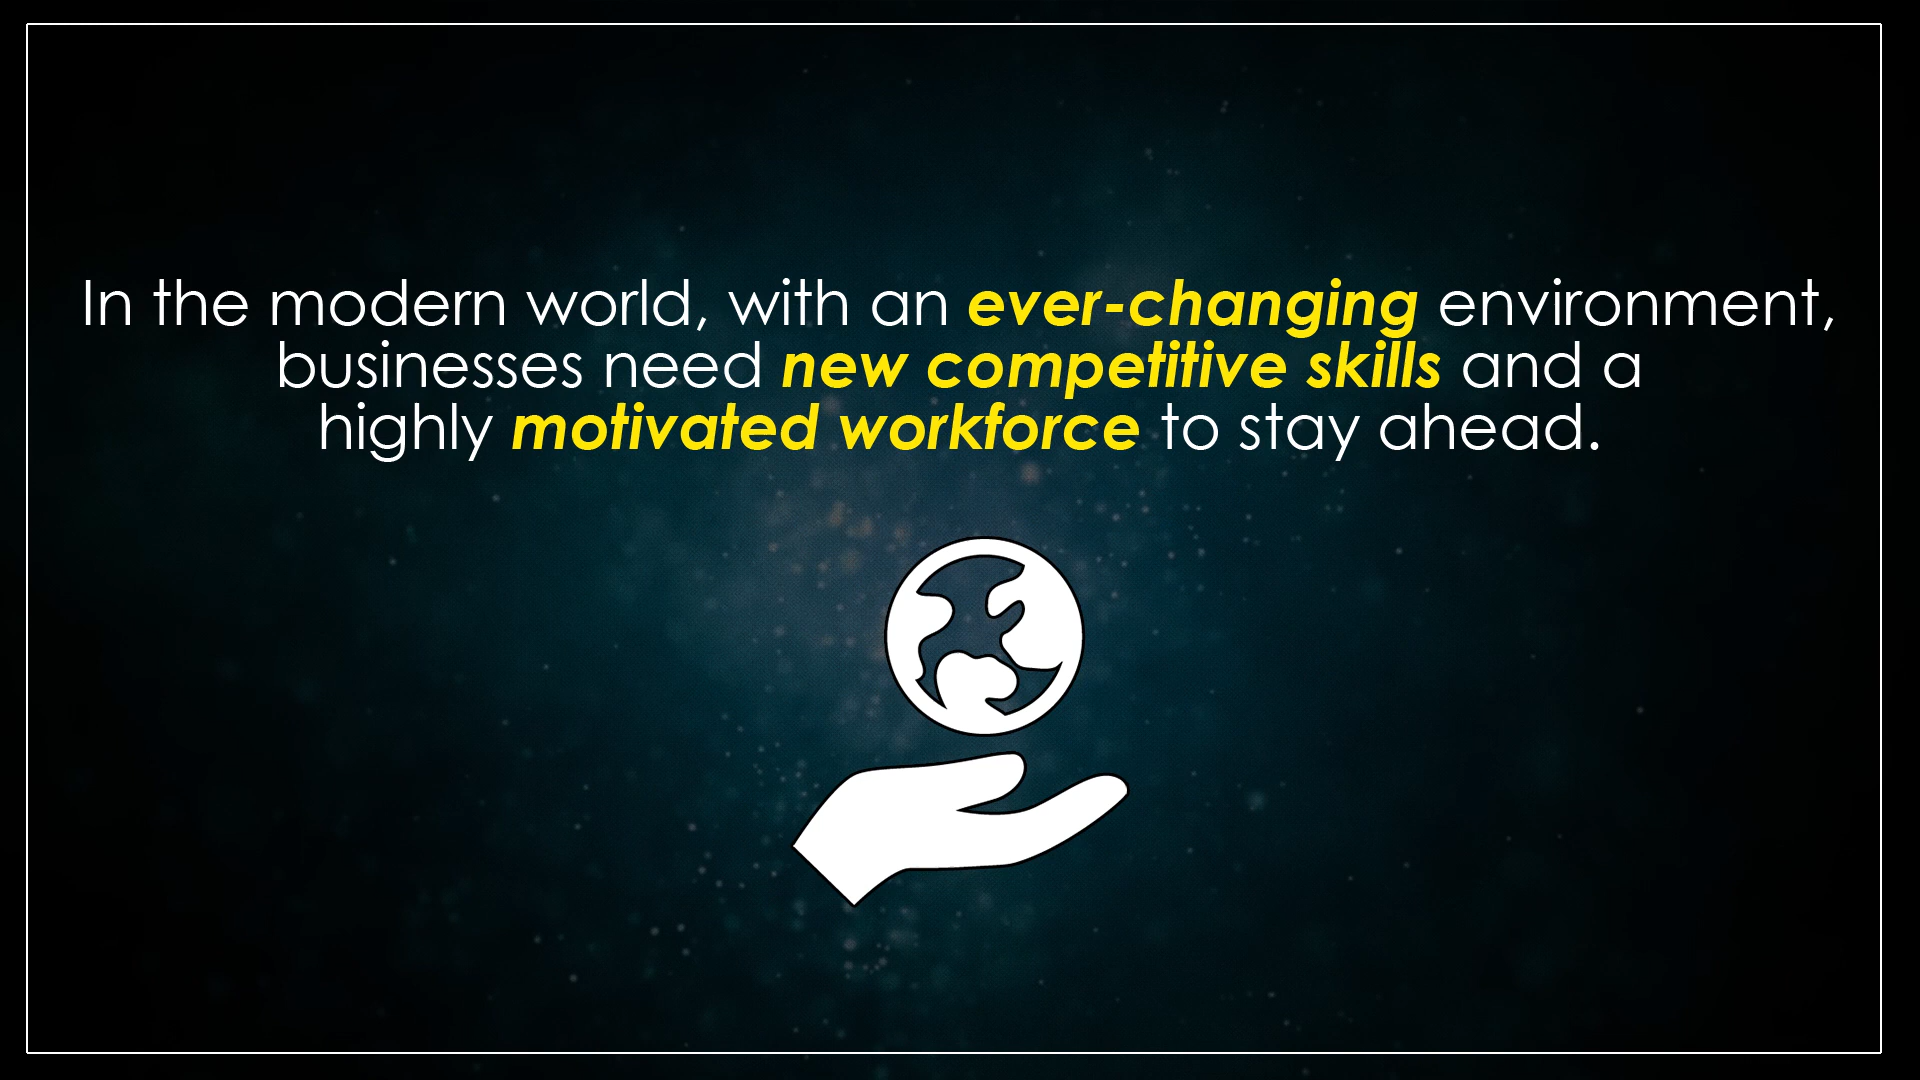 In the modern world, with an ever-changing environment,
businesses need new competitive skills and a
highly motivated workforce to stay ahead.